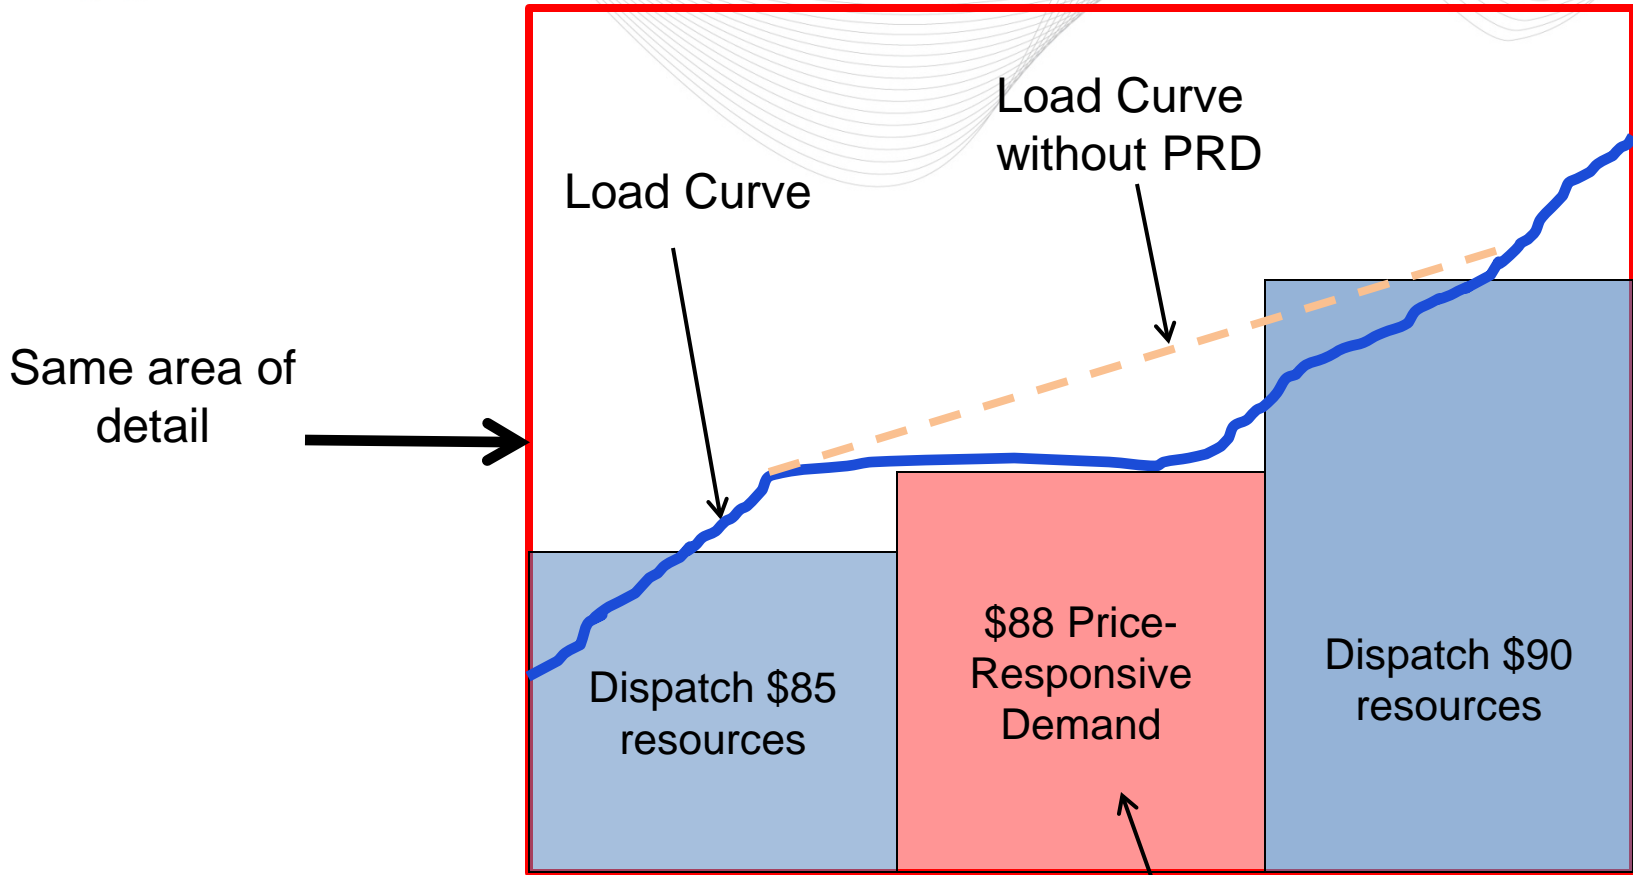 Load Curve
without PRD
Load Curve
Same area of
detail
$88 Price-
Responsive
Demand
Dispatch $85
resources
Dispatch $90
resources